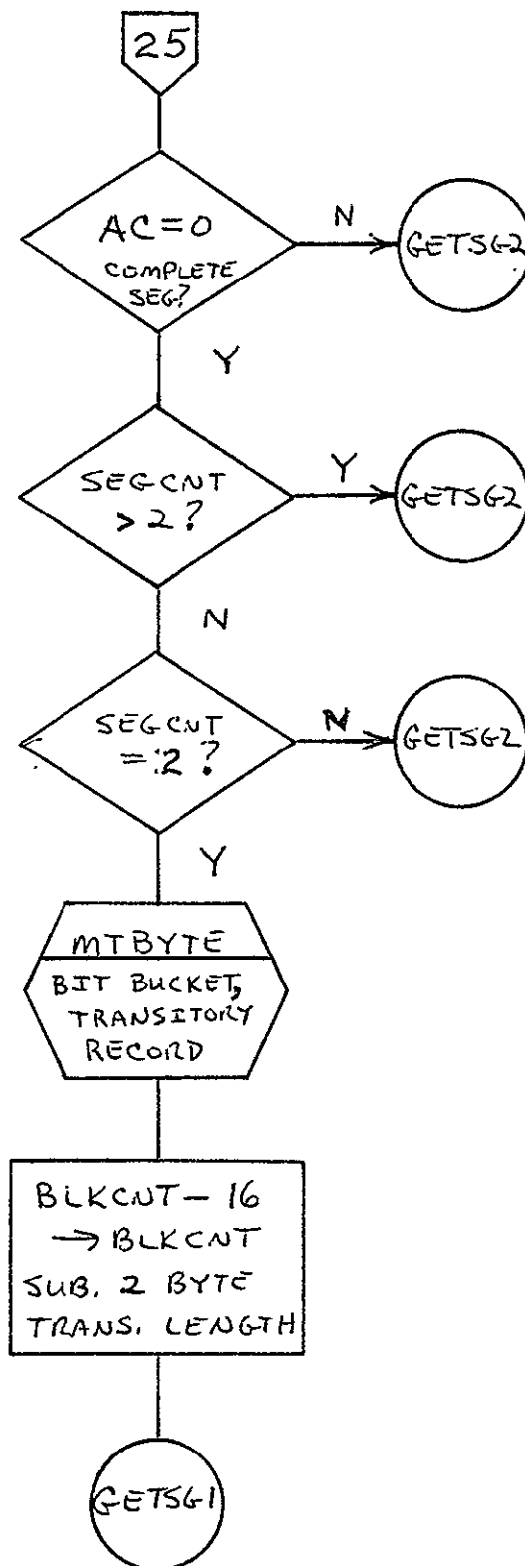 25
AC=0
COMPLETE
SEG?
N
GETSG2
Y
SEGCNT
> 2?
Y
GETSG2
N
SEGCNT
= 2?
N
GETSG2
Y
MTBYTE
BIT BUCKET,
TRANSITORY
RECORD
BLKCNT - 16
→ BLKCNT
SUB. 2 BYTE
TRANS. LENGTH
GETSG1